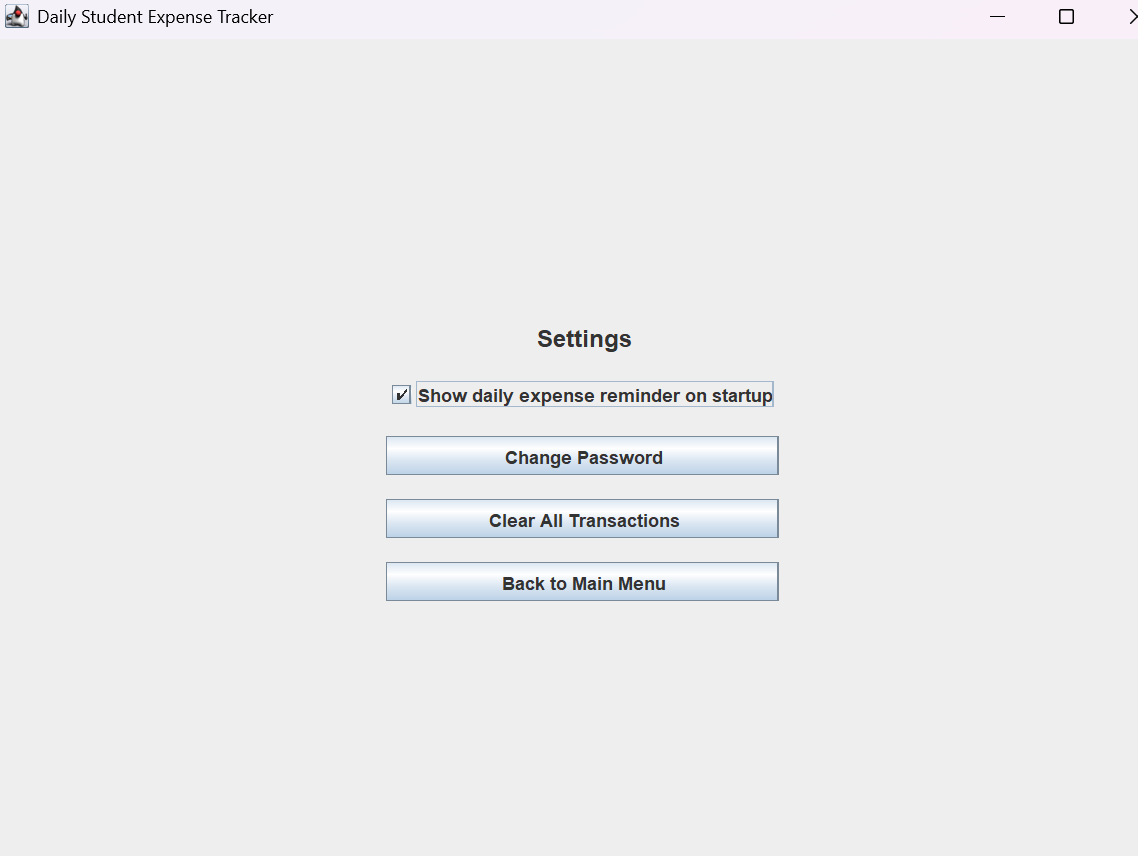 Daily Student Expense Tracker
Settings
Show daily expense reminder on startup
Change Password
Clear All Transactions
Back to Main Menu